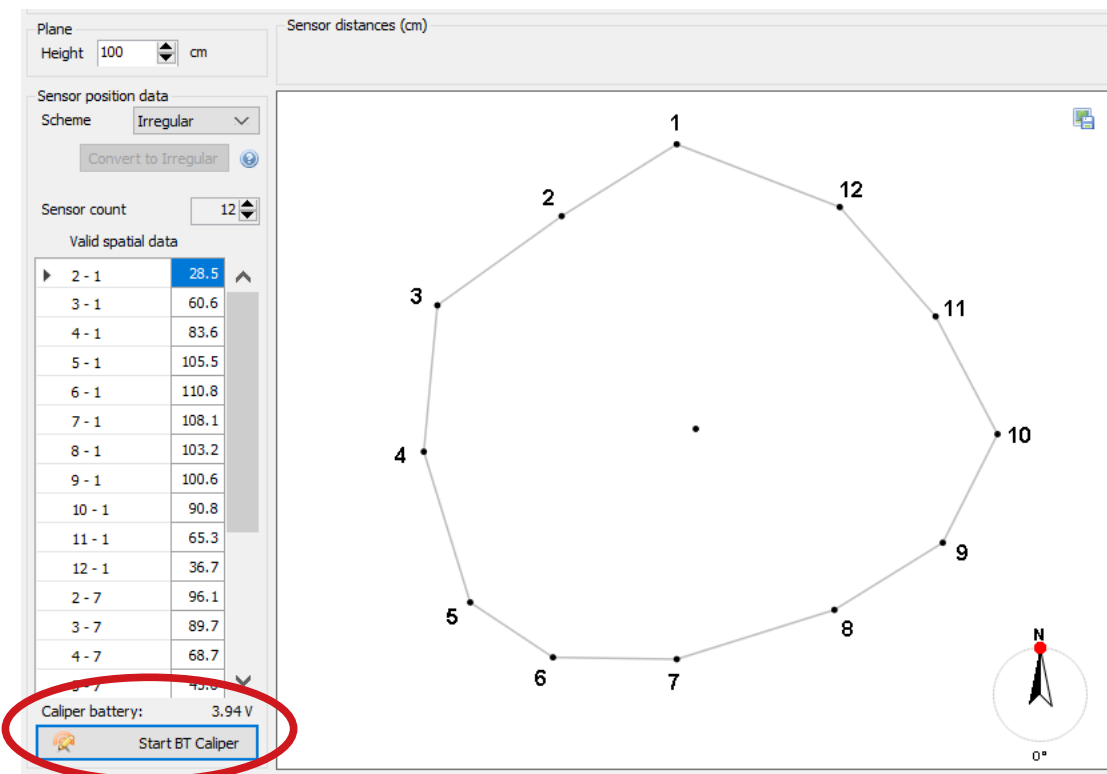 Plane
Height 100 cm
Sensor position data
Scheme Irregular
Convert to Irregular
Sensor count 12
Valid spatial data
2 - 1 28.5
3 - 1 60.6
4 - 1 83.6
5 - 1 105.5
6 - 1 110.8
7 - 1 108.1
8 - 1 103.2
9 - 1 100.6
10 - 1 90.8
11 - 1 65.3
12 - 1 36.7
2 - 7 96.1
3 - 7 89.7
4 - 7 68.7
Caliper battery: 3.94 V
Start BT Caliper
Sensor distances (cm)
1
2
12
3
11
4
10
9
5
8
6
7
N
0°